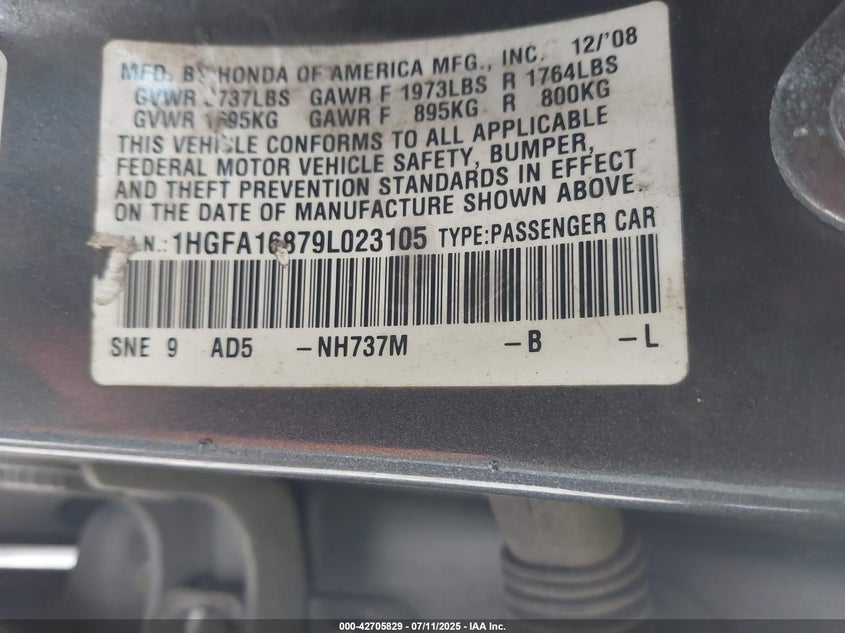 MFD. BY HONDA OF AMERICA MFG., INC. 12/'08
GVWR 3737LBS GAWR F 1973LBS R 1764LBS
GVWR 1695KG GAWR F 895KG R 800KG
THIS VEHICLE CONFORMS TO ALL APPLICABLE
FEDERAL MOTOR VEHICLE SAFETY, BUMPER,
AND THEFT PREVENTION STANDARDS IN EFFECT
ON THE DATE OF MANUFACTURE SHOWN ABOVE.
1HGFA16879L023105 TYPE:PASSENGER CAR
SNE 9 AD5 -NH737M -B -L
000-42705829 - 07/11/2025 - IAA Inc.